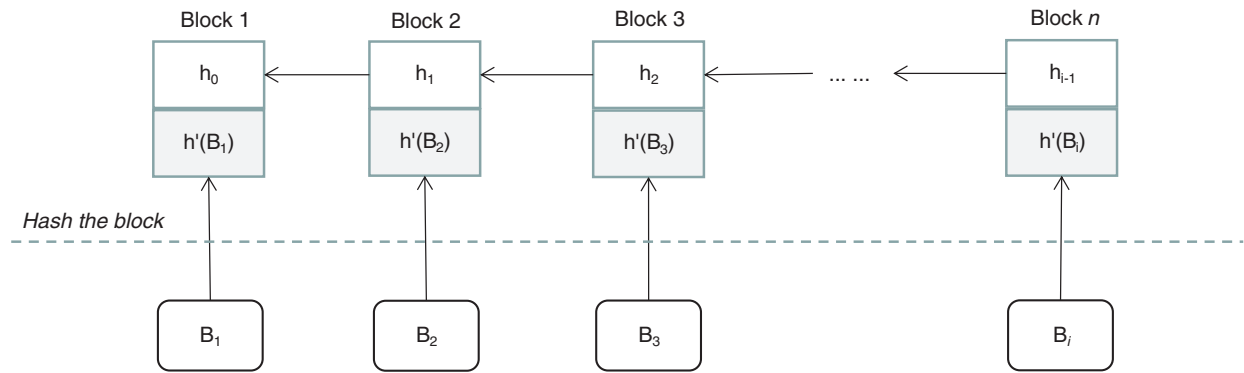 Block 1 Block 2 Block 3 Block n
h₀ h₁ h₂ ... ... hᵢ₋₁
h'(B₁) h'(B₂) h'(B₃) h'(Bᵢ)
Hash the block
B₁ B₂ B₃ Bᵢ